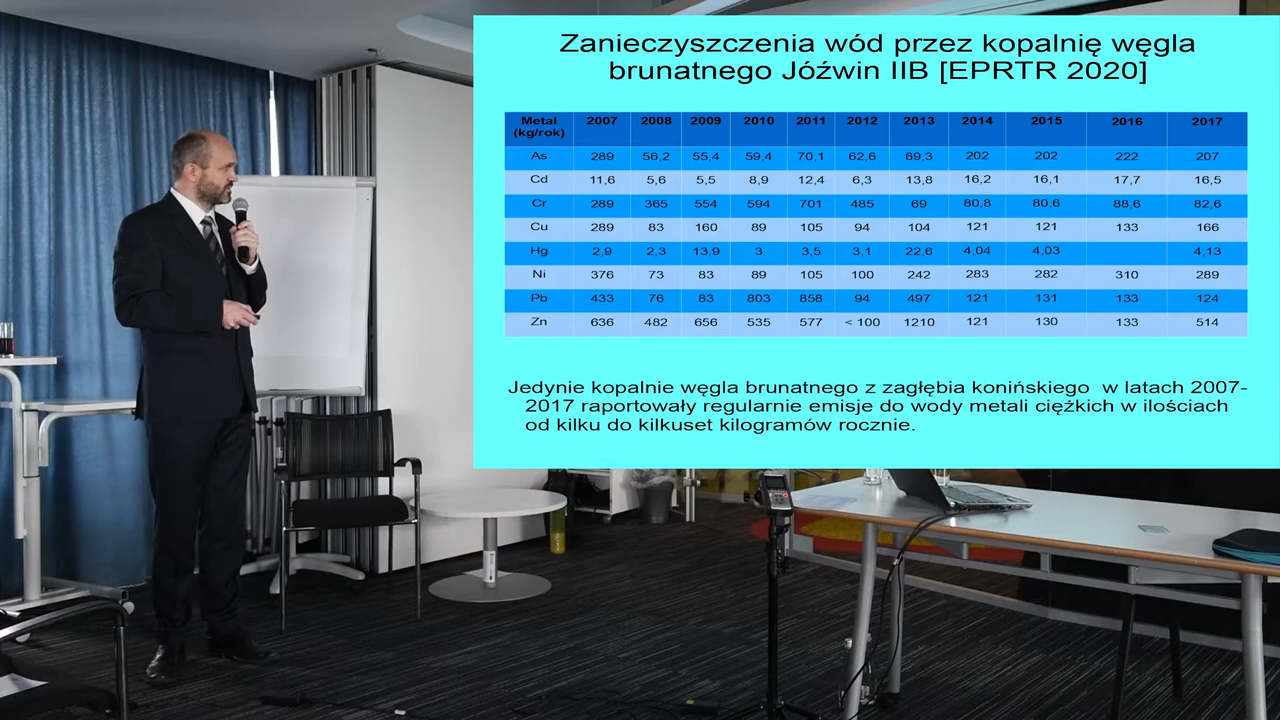 Zanieczyszczenia wód przez kopalnię węgla
brunatnego Jóźwin IIB [EPRTR 2020]
Metal (kg/rok) 2007 2008 2009 2010 2011 2012 2013 2014 2015 2016 2017
As 289 56,2 55,4 59,4 70,1 62,6 69,3 202 202 222 207
Cd 11,6 5,6 5,5 8,9 12,4 6,3 13,8 16,2 16,1 17,7 16,5
Cr 289 365 554 594 701 485 69 80,8 80,6 88,6 82,6
Cu 289 83 160 89 105 94 104 121 121 133 166
Hg 2,9 2,3 13,9 3 3,5 3,1 22,6 4,04 4,03 4,13
Ni 376 73 83 89 105 100 242 283 282 310 289
Pb 433 76 83 803 858 94 497 121 131 133 124
Zn 636 482 656 535 577 < 100 1210 121 130 133 514
Jedynie kopalnie węgla brunatnego z zagłębia konińskiego w latach 2007-
2017 raportowały regularnie emisje do wody metali ciężkich w ilościach
od kilku do kilkuset kilogramów rocznie.